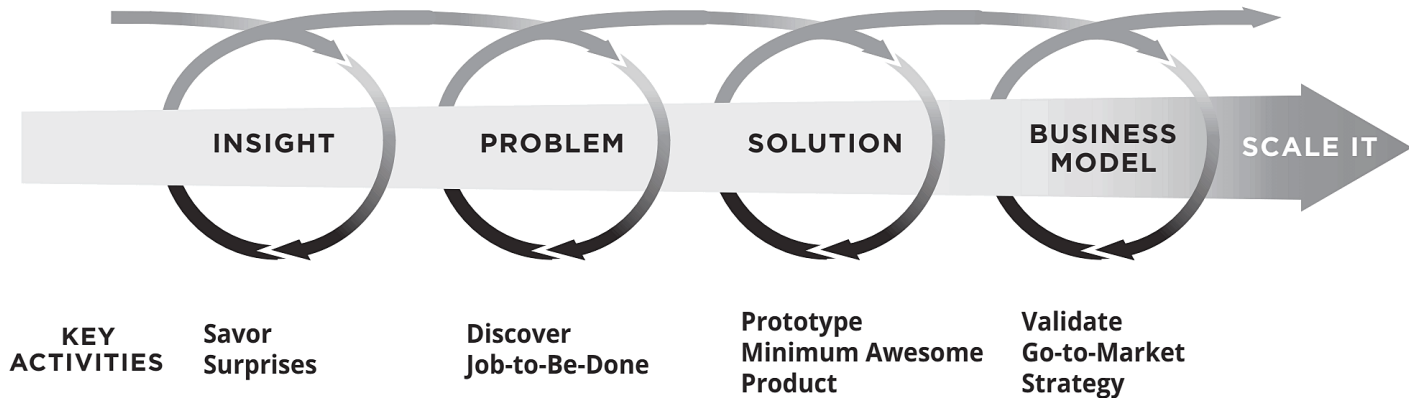 INSIGHT
PROBLEM
SOLUTION
BUSINESS
MODEL
SCALE IT
KEY
ACTIVITIES
Savor
Surprises
Discover
Job-to-Be-Done
Prototype
Minimum Awesome
Product
Validate
Go-to-Market
Strategy